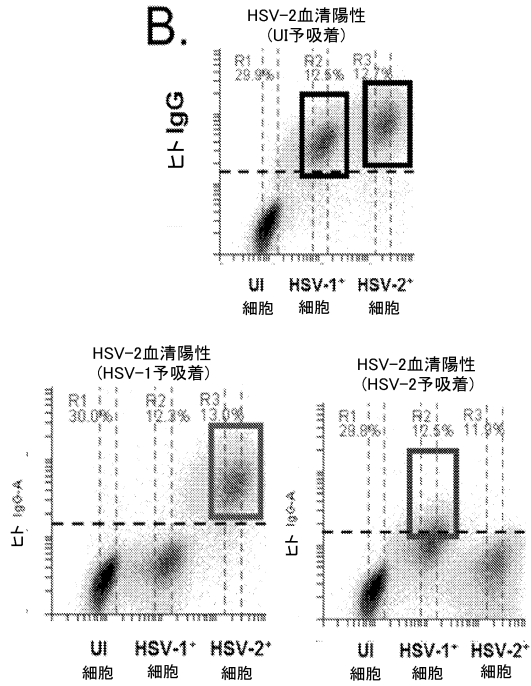 B.
HSV-2血清陽性
(UI予吸着)
R1 R2 R3
29.9% 12.5% 12.7%
ヒト IgG
UI HSV-1⁺ HSV-2⁺
細胞 細胞 細胞
HSV-2血清陽性
(HSV-1予吸着)
R1 R2 R3
30.0% 12.3% 13.0%
ヒト IgG-A
UI HSV-1⁺ HSV-2⁺
細胞 細胞 細胞
HSV-2血清陽性
(HSV-2予吸着)
R1 R2 R3
29.8% 12.5% 11.9%
ヒト IgG-A
UI HSV-1⁺ HSV-2⁺
細胞 細胞 細胞